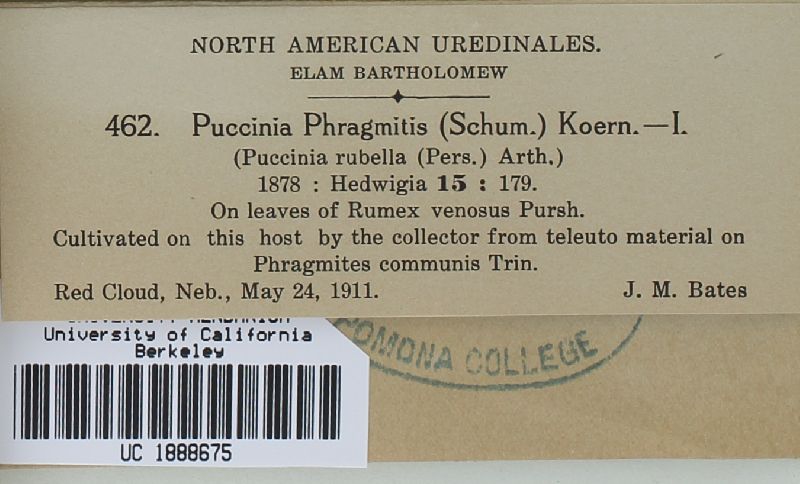 NORTH AMERICAN UREDINALES.
ELAM BARTHOLOMEW
462. Puccinia Phragmitis (Schum.) Koern.—I.
(Puccinia rubella (Pers.) Arth.)
1878 : Hedwigia 15 : 179.
On leaves of Rumex venosus Pursh.
Cultivated on this host by the collector from teleuto material on
Phragmites communis Trin.
Red Cloud, Neb., May 24, 1911. J. M. Bates
University of California
Berkeley
UC 1888675
POMONA COLLEGE